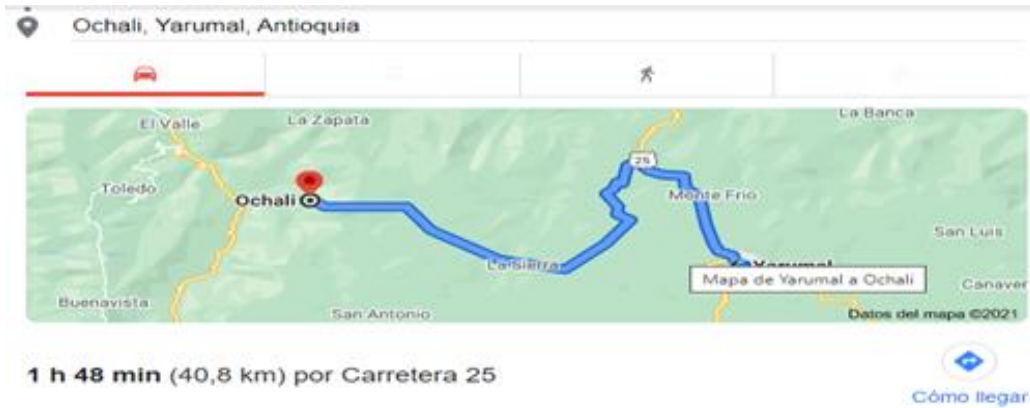 Ochali, Yarumal, Antioquia
El Valle
La Zapata
La Banca
25
Toledo
Ochali
Monte Frio
San Luis
La Sierra
Yarumal
Mapa de Yarumal a Ochali
Canaver
Buenavista
San Antonio
Datos del mapa ©2021
1 h 48 min (40,8 km) por Carretera 25
Cómo llegar